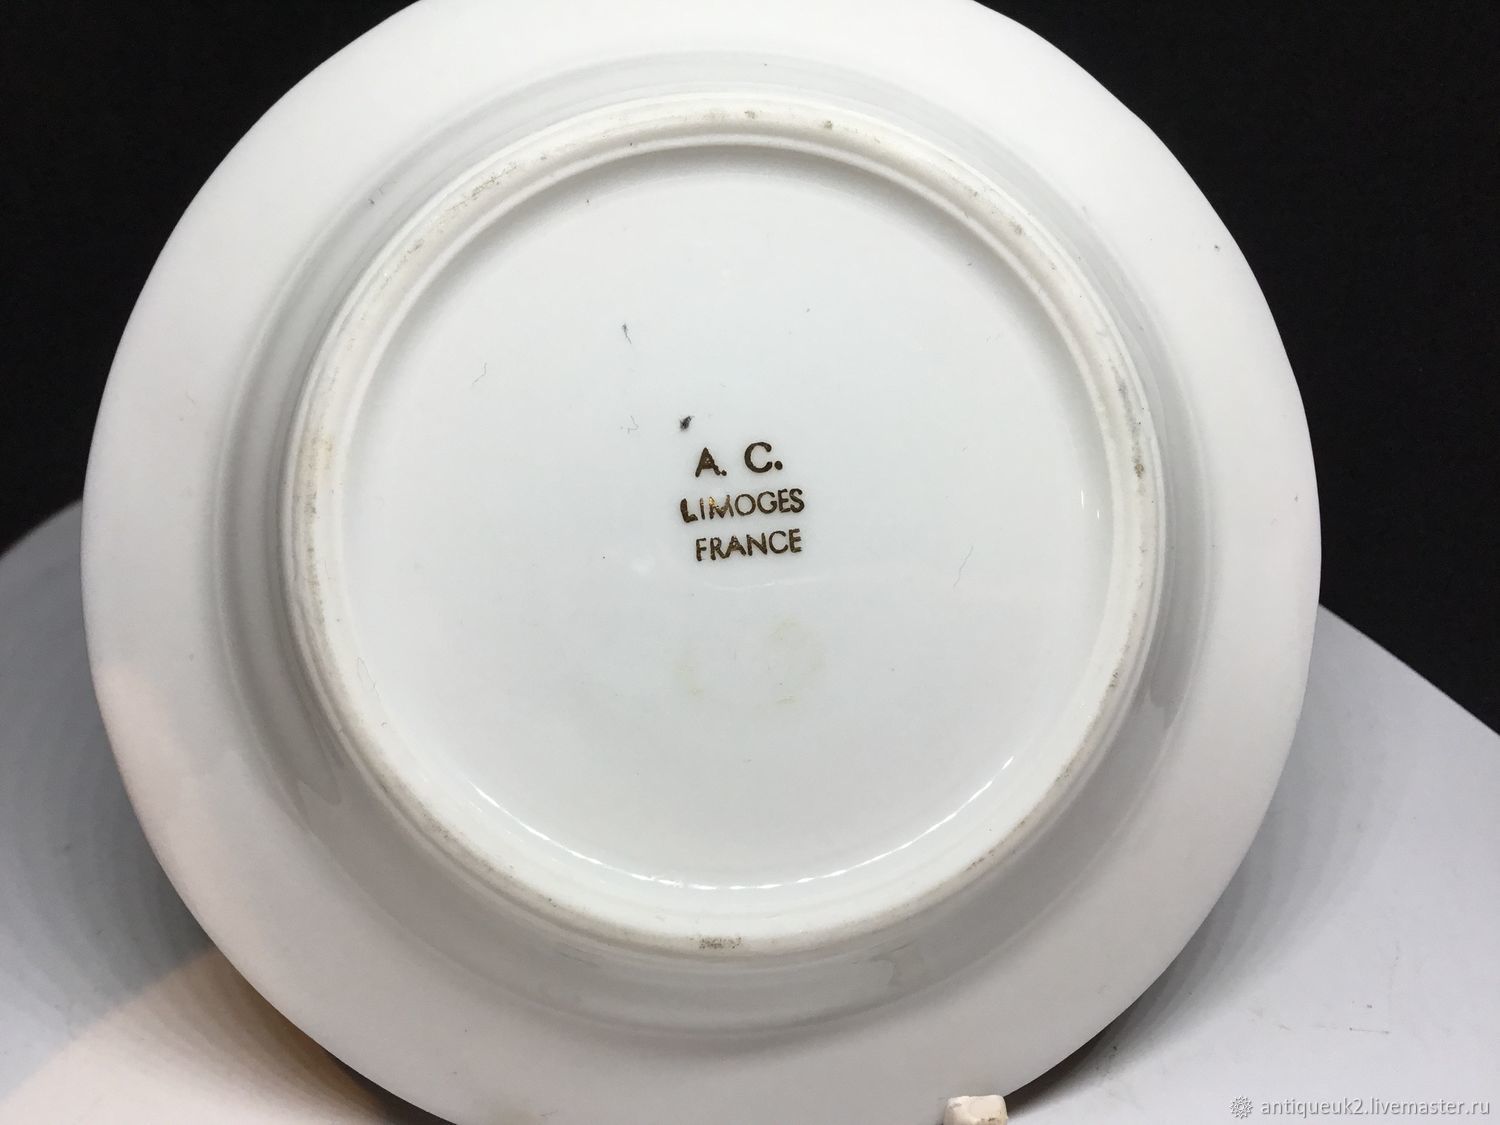 A. C.
LIMOGES
FRANCE
antiqueuk2.livemaster.ru